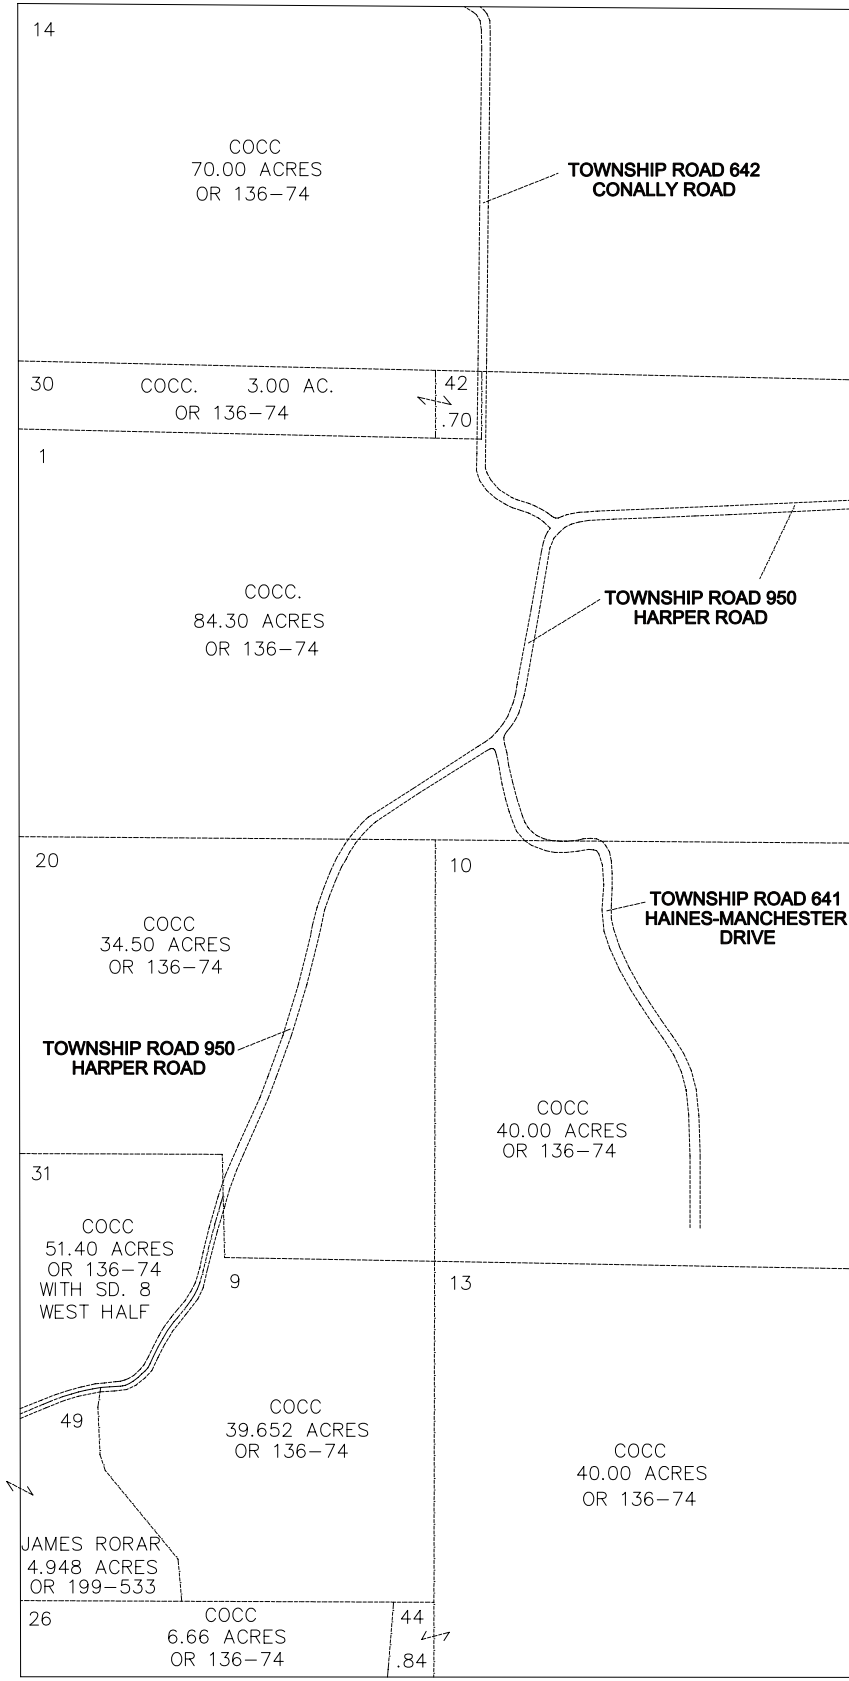 14
COCC
70.00 ACRES
OR 136-74
TOWNSHIP ROAD 642
CONALLY ROAD
30
COCC. 3.00 AC.
OR 136-74
42
.70
1
COCC.
84.30 ACRES
OR 136-74
TOWNSHIP ROAD 950
HARPER ROAD
20
COCC
34.50 ACRES
OR 136-74
10
TOWNSHIP ROAD 641
HAINES-MANCHESTER
DRIVE
TOWNSHIP ROAD 950
HARPER ROAD
COCC
40.00 ACRES
OR 136-74
31
COCC
51.40 ACRES
OR 136-74
WITH SD. 8
WEST HALF
9
13
COCC
39.652 ACRES
OR 136-74
49
COCC
40.00 ACRES
OR 136-74
JAMES RORAR
4.948 ACRES
OR 199-533
26
COCC
6.66 ACRES
OR 136-74
44
.84